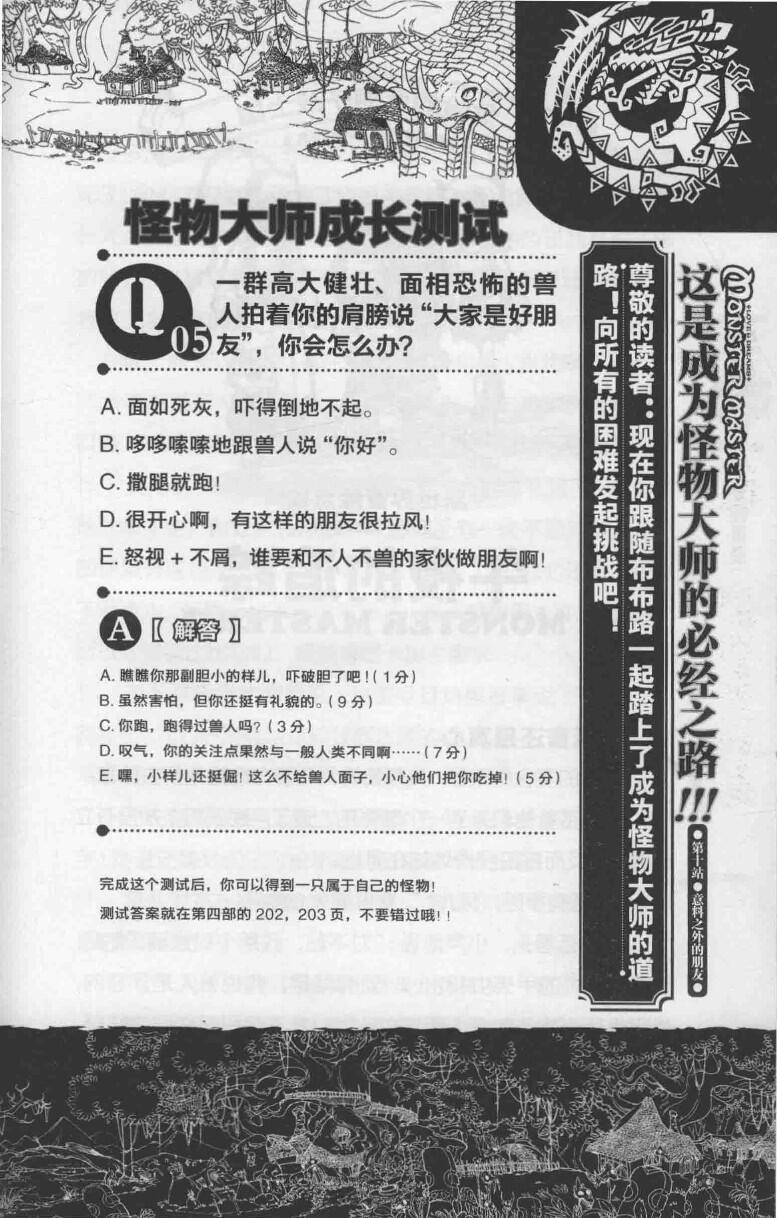 怪物大师成长测试
Q05
一群高大健壮、面相恐怖的兽
人拍着你的肩膀说“大家是好朋
友”，你会怎么办？
A. 面如死灰，吓得倒地不起。
B. 哆哆嗦嗦地跟兽人说“你好”。
C. 撒腿就跑！
D. 很开心啊，有这样的朋友很拉风！
E. 怒视 + 不屑，谁要和不人不兽的家伙做朋友啊！
A〖解答〗
A. 瞧瞧你那副胆小的样儿，吓破胆了吧！（1 分）
B. 虽然害怕，但你还挺有礼貌的。（9 分）
C. 你跑，跑得过兽人吗？（3 分）
D. 叹气，你的关注点果然与一般人类不同啊……（7 分）
E. 嘿，小样儿还挺倔！这么不给兽人面子，小心他们把你吃掉！（5 分）
完成这个测试后，你可以得到一只属于自己的怪物！
测试答案就在第四部的 202，203 页，不要错过哦！！
MONSTER MASTER
+LOVE & DREAMS+
这是成为怪物大师的必经之路!!!
●第十站●意料之外的朋友●
尊敬的读者：现在你跟随布布路一起踏上了成为怪物大师的道
路！向所有的困难发起挑战吧！